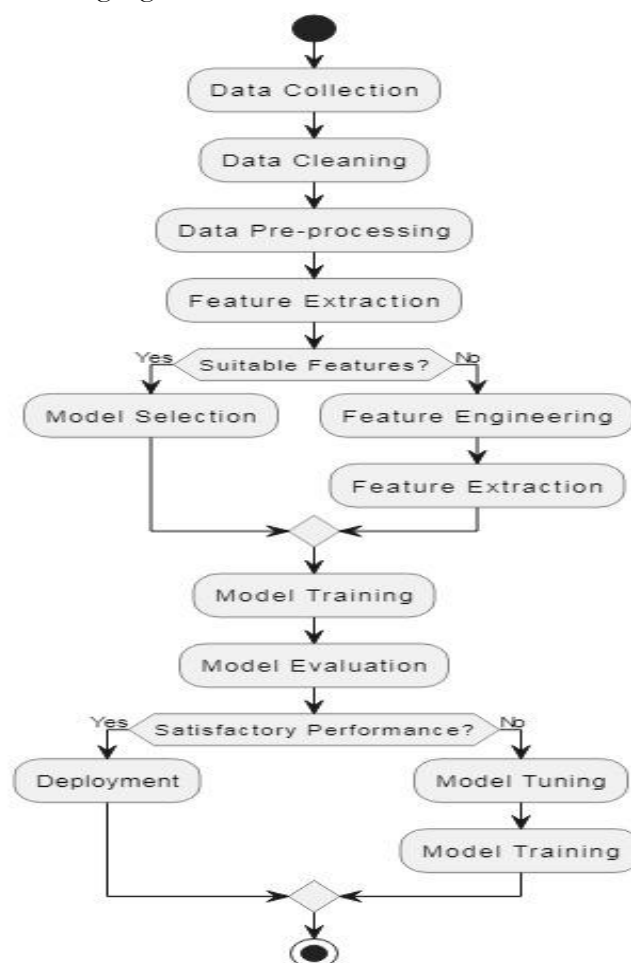 Data Collection
Data Cleaning
Data Pre-processing
Feature Extraction
Yes
Suitable Features?
No
Model Selection
Feature Engineering
Feature Extraction
Model Training
Model Evaluation
Yes
Satisfactory Performance?
No
Deployment
Model Tuning
Model Training